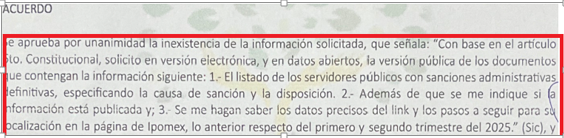 ACUERDO
Se aprueba por unanimidad la inexistencia de la información solicitada, que señala: "Con base en el artículo
6to. Constitucional, solicito en versión electrónica, y en datos abiertos, la versión pública de los documentos
que contengan la información siguiente: 1.- El listado de los servidores públicos con sanciones administrativas
definitivas, especificando la causa de sanción y la disposición. 2.- Además de que se me indique si la
información está publicada y; 3.- Se me hagan saber los datos precisos del link y los pasos a seguir para su
localización en la página de Ipomex, lo anterior respecto del primero y segundo trimestre del 2025." (Sic), y